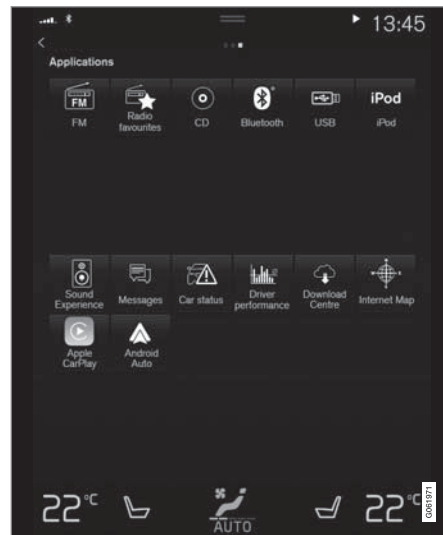 13:45
Applications
FM
FM
Radio
favourites
CD
Bluetooth
USB
iPod
iPod
Sound
Experience
Messages
Car status
Driver
performance
Download
Centre
Internet Map
Apple
CarPlay
Android
Auto
22°C
AUTO
22°C
G061971